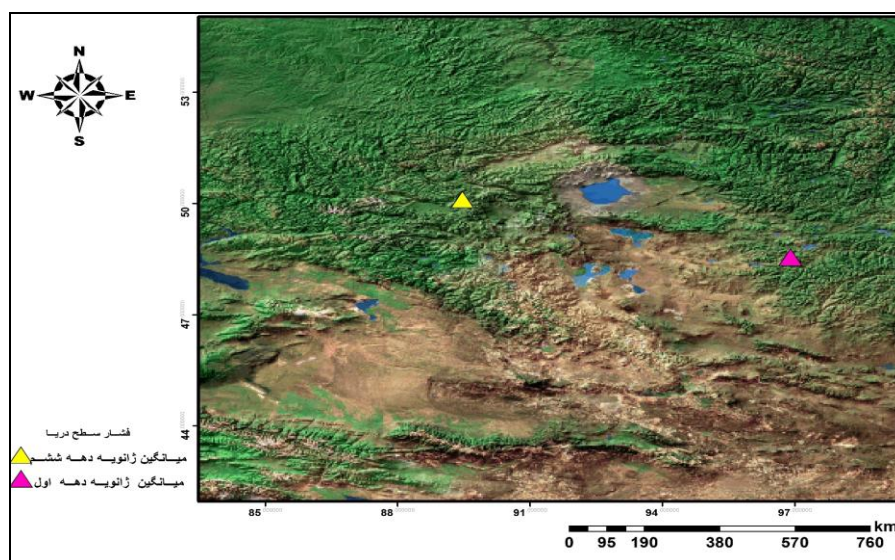 N
W E
S
53
50
47
44
85 88 91 94 97
فشار سطح دریا
میانگین ژانویه دهه ششم
میانگین ژانویه دهه اول
km
0 95 190 380 570 760